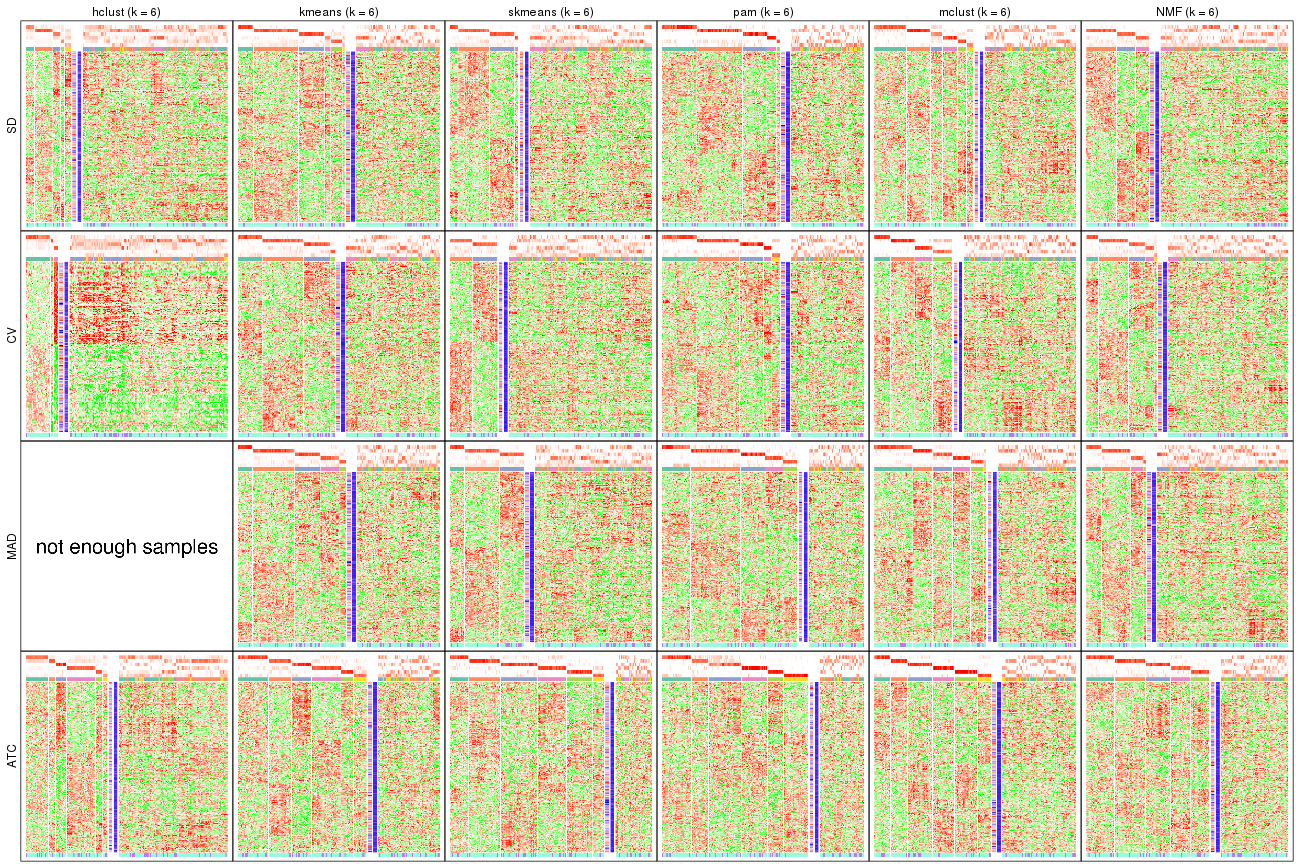 hclust (k = 6) kmeans (k = 6) skmeans (k = 6) pam (k = 6) mclust (k = 6) NMF (k = 6)
SD
CV
MAD
not enough samples
ATC